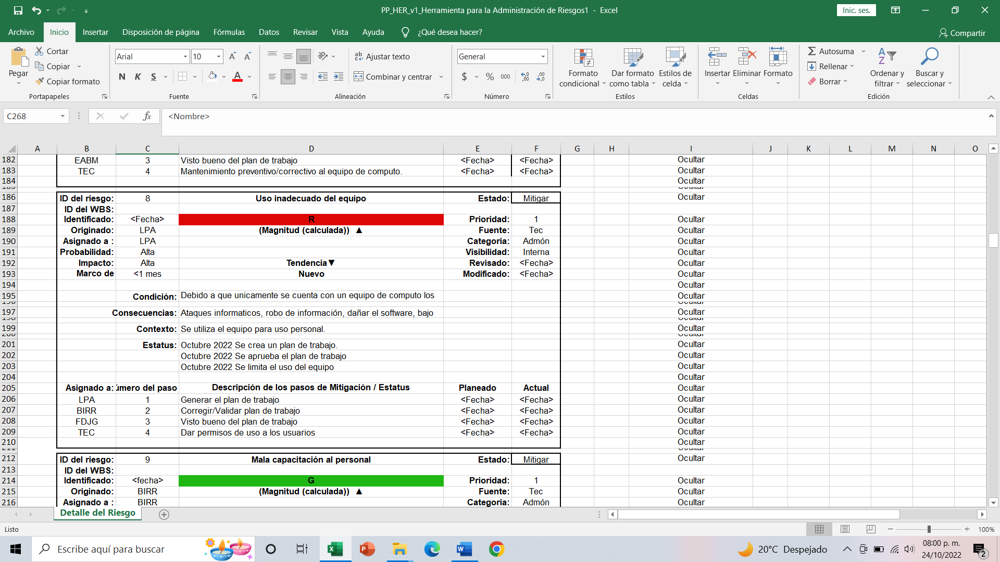 PP_HER_v1_Herramienta para la Administración de Riesgos1 - Excel
Inic. ses.
Archivo Inicio Insertar Disposición de página Fórmulas Datos Revisar Vista Ayuda ¿Qué desea hacer? Compartir
Pegar
Cortar
Copiar
Copiar formato
Portapapeles
Arial 10
N K S
Fuente
Ajustar texto
Combinar y centrar
Alineación
General
$ % 000
Número
Formato condicional
Dar formato como tabla
Estilos de celda
Estilos
Insertar Eliminar Formato
Celdas
Autosuma
Rellenar
Borrar
Ordenar y filtrar
Buscar y seleccionar
Edición
C268 fx <Nombre>
A B C D E F G H I J K L M N O
182 EABM 3 Visto bueno del plan de trabajo <Fecha> <Fecha> Ocultar
183 TEC 4 Mantenimiento preventivo/correctivo al equipo de computo. <Fecha> <Fecha> Ocultar
184 Ocultar
186 ID del riesgo: 8 Uso inadecuado del equipo Estado: Mitigar Ocultar
187 ID del WBS:
188 Identificado: <Fecha> R Prioridad: 1 Ocultar
189 Originado: LPA (Magnitud (calculada)) ▲ Fuente: Tec Ocultar
190 Asignado a : LPA Categoria: Admón Ocultar
191 Probabilidad: Alta Visibilidad: Interna Ocultar
192 Impacto: Alta Tendencia▼ Revisado: <Fecha> Ocultar
193 Marco de <1 mes Nuevo Modificado: <Fecha> Ocultar
194 Ocultar
195 Condición: Debido a que unicamente se cuenta con un equipo de computo los Ocultar
197 Consecuencias: Ataques informaticos, robo de información, dañar el software, bajo Ocultar
199 Contexto: Se utiliza el equipo para uso personal. Ocultar
201 Estatus: Octubre 2022 Se crea un plan de trabajo. Ocultar
202 Octubre 2022 Se aprueba el plan de trabajo Ocultar
203 Octubre 2022 Se limita el uso del equipo Ocultar
204 Ocultar
205 Asignado a: úmero del paso Descripción de los pasos de Mitigación / Estatus Planeado Actual Ocultar
206 LPA 1 Generar el plan de trabajo <Fecha> <Fecha> Ocultar
207 BIRR 2 Corregir/Validar plan de trabajo <Fecha> <Fecha> Ocultar
208 FDJG 3 Visto bueno del plan de trabajo <Fecha> <Fecha> Ocultar
209 TEC 4 Dar permisos de uso a los usuarios <Fecha> <Fecha> Ocultar
210 Ocultar
212 ID del riesgo: 9 Mala capacitación al personal Estado: Mitigar Ocultar
213 ID del WBS:
214 Identificado: <fecha> G Prioridad: 1 Ocultar
215 Originado: BIRR (Magnitud (calculada)) ▲ Fuente: Tec Ocultar
216 Asignado a : BIRR Categoria: Admón Ocultar
Detalle del Riesgo
Listo 100%
Escribe aquí para buscar
20°C Despejado
08:00 p. m.
24/10/2022
2